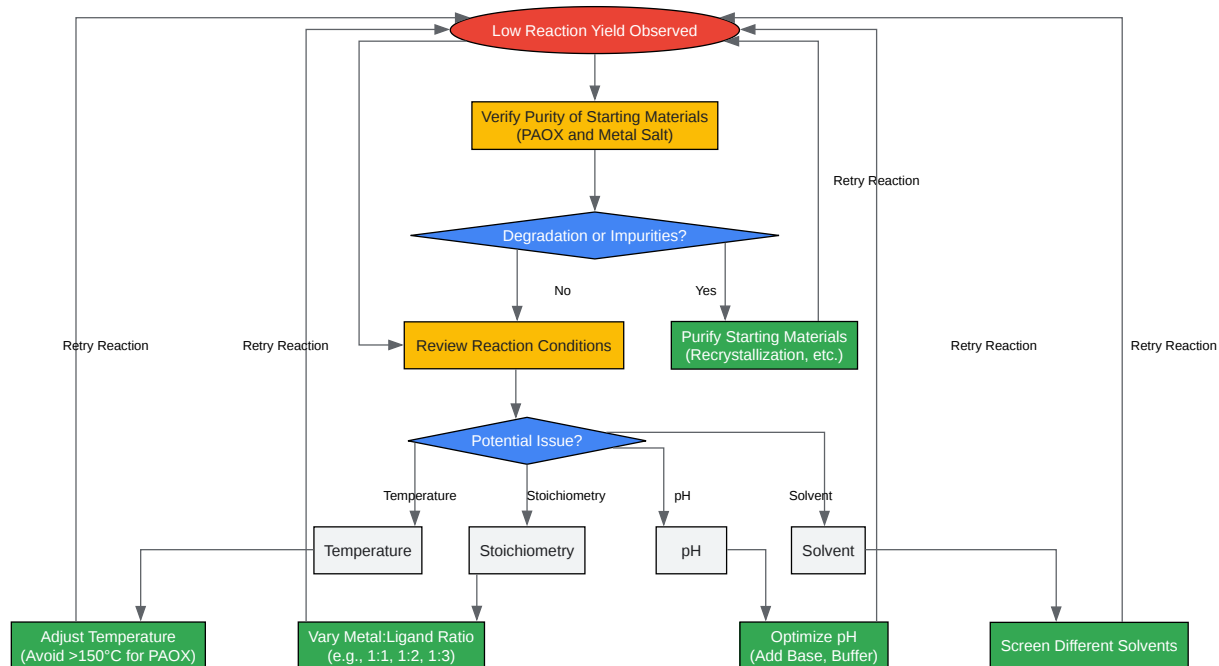 Low Reaction Yield Observed
Verify Purity of Starting Materials
(PAOX and Metal Salt)
Retry Reaction
Degradation or Impurities?
No
Yes
Retry Reaction
Retry Reaction
Review Reaction Conditions
Purify Starting Materials
(Recrystallization, etc.)
Retry Reaction
Retry Reaction
Potential Issue?
Temperature
Stoichiometry
pH
Solvent
Temperature
Stoichiometry
pH
Solvent
Adjust Temperature
(Avoid >150°C for PAOX)
Vary Metal:Ligand Ratio
(e.g., 1:1, 1:2, 1:3)
Optimize pH
(Add Base, Buffer)
Screen Different Solvents